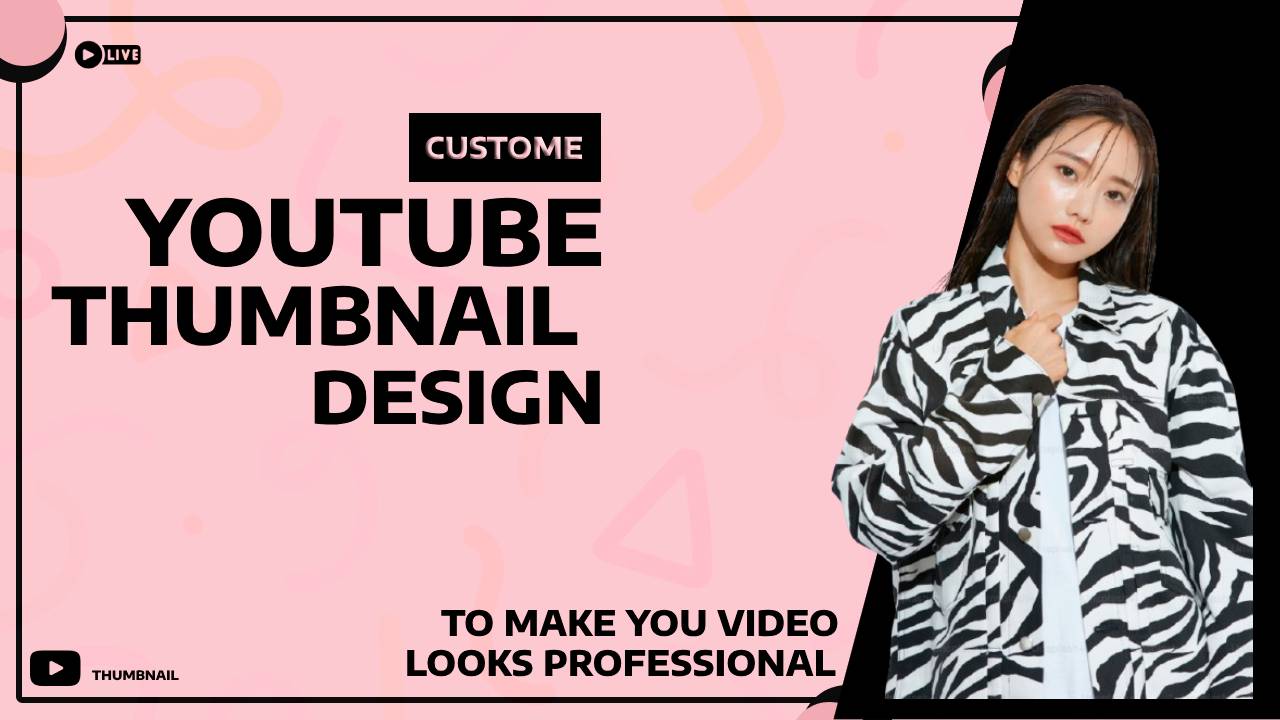 LIVE
CUSTOME
YOUTUBE
THUMBNAIL
DESIGN
TO MAKE YOU VIDEO
LOOKS PROFESSIONAL
THUMBNAIL